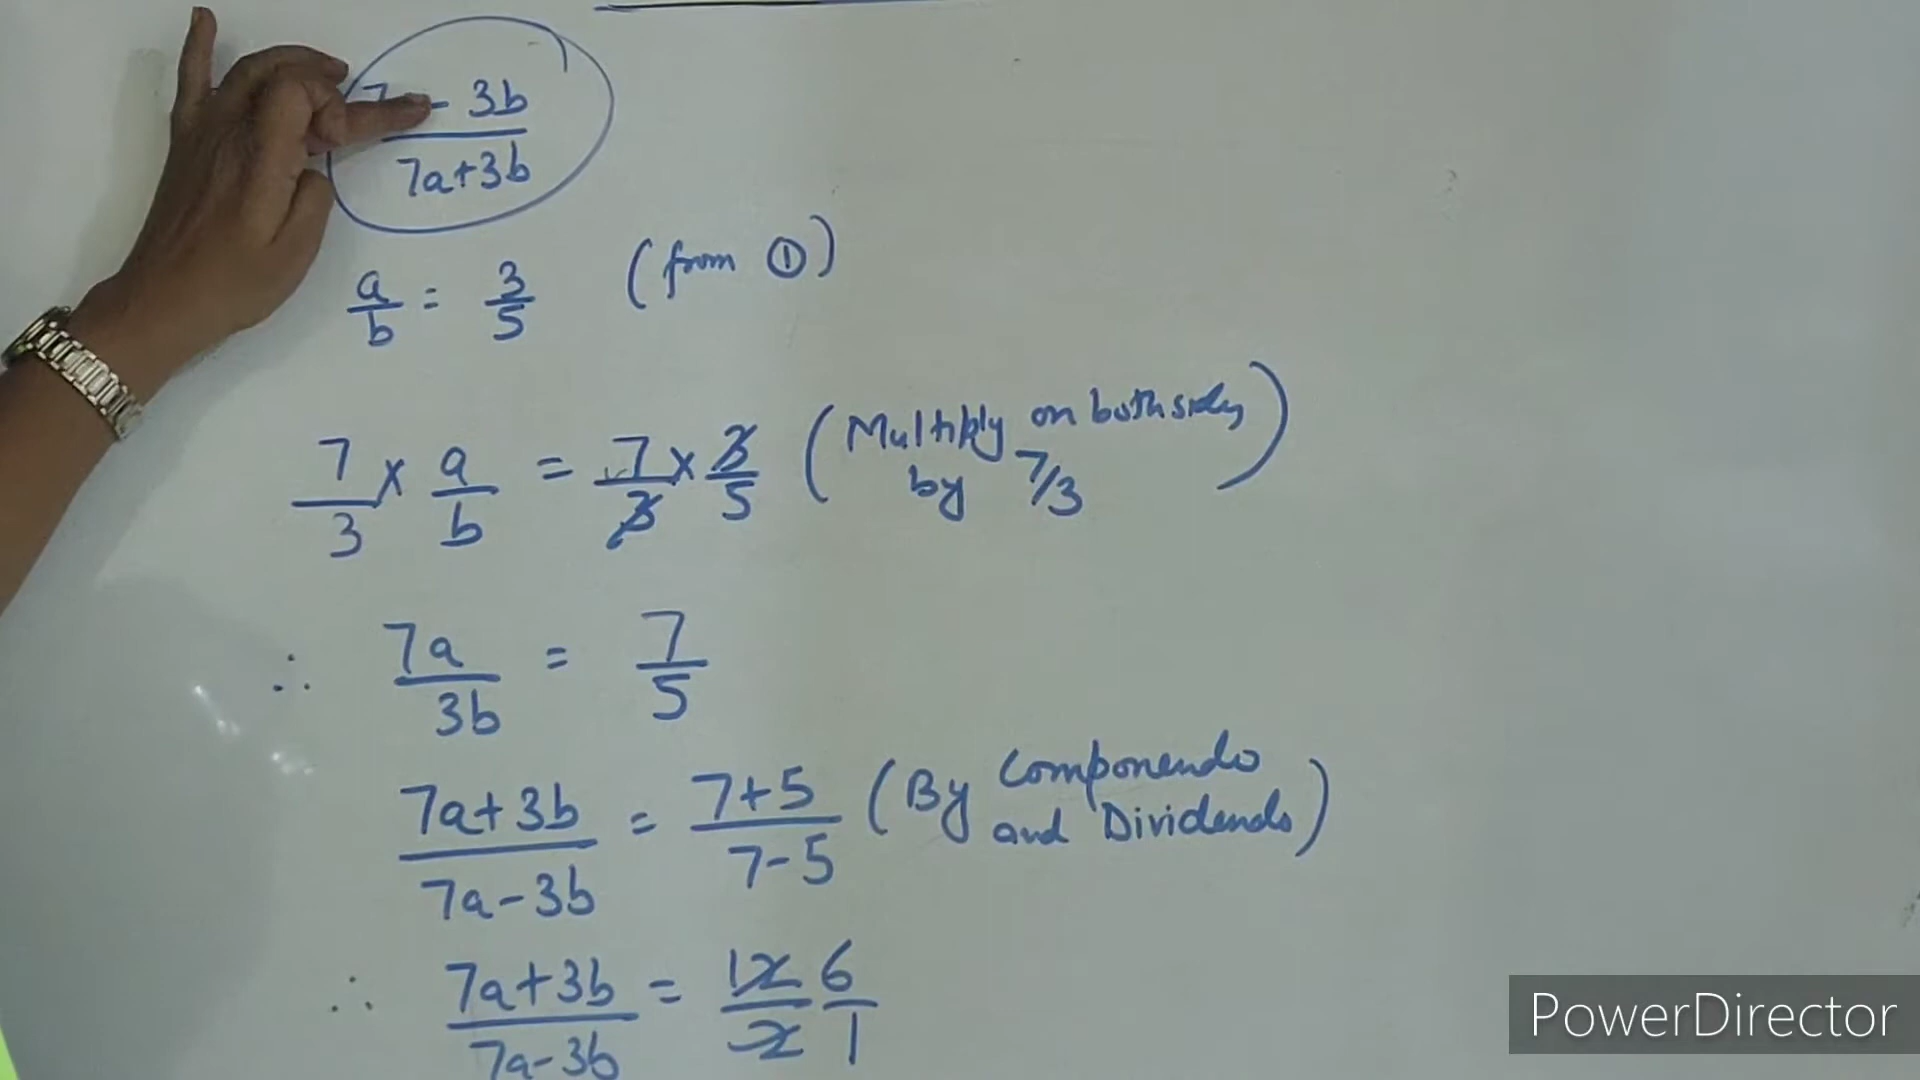 7 - 3b
7a+3b
a/b = 3/5 (from ①)
7/3 × a/b = 7/3 × 3/5 (Multiply on both sides by 7/3)
∴ 7a/3b = 7/5
7a+3b/7a-3b = 7+5/7-5 (By Componendo and Dividendo)
∴ 7a+3b/7a-3b = 12/2 6/1
PowerDirector